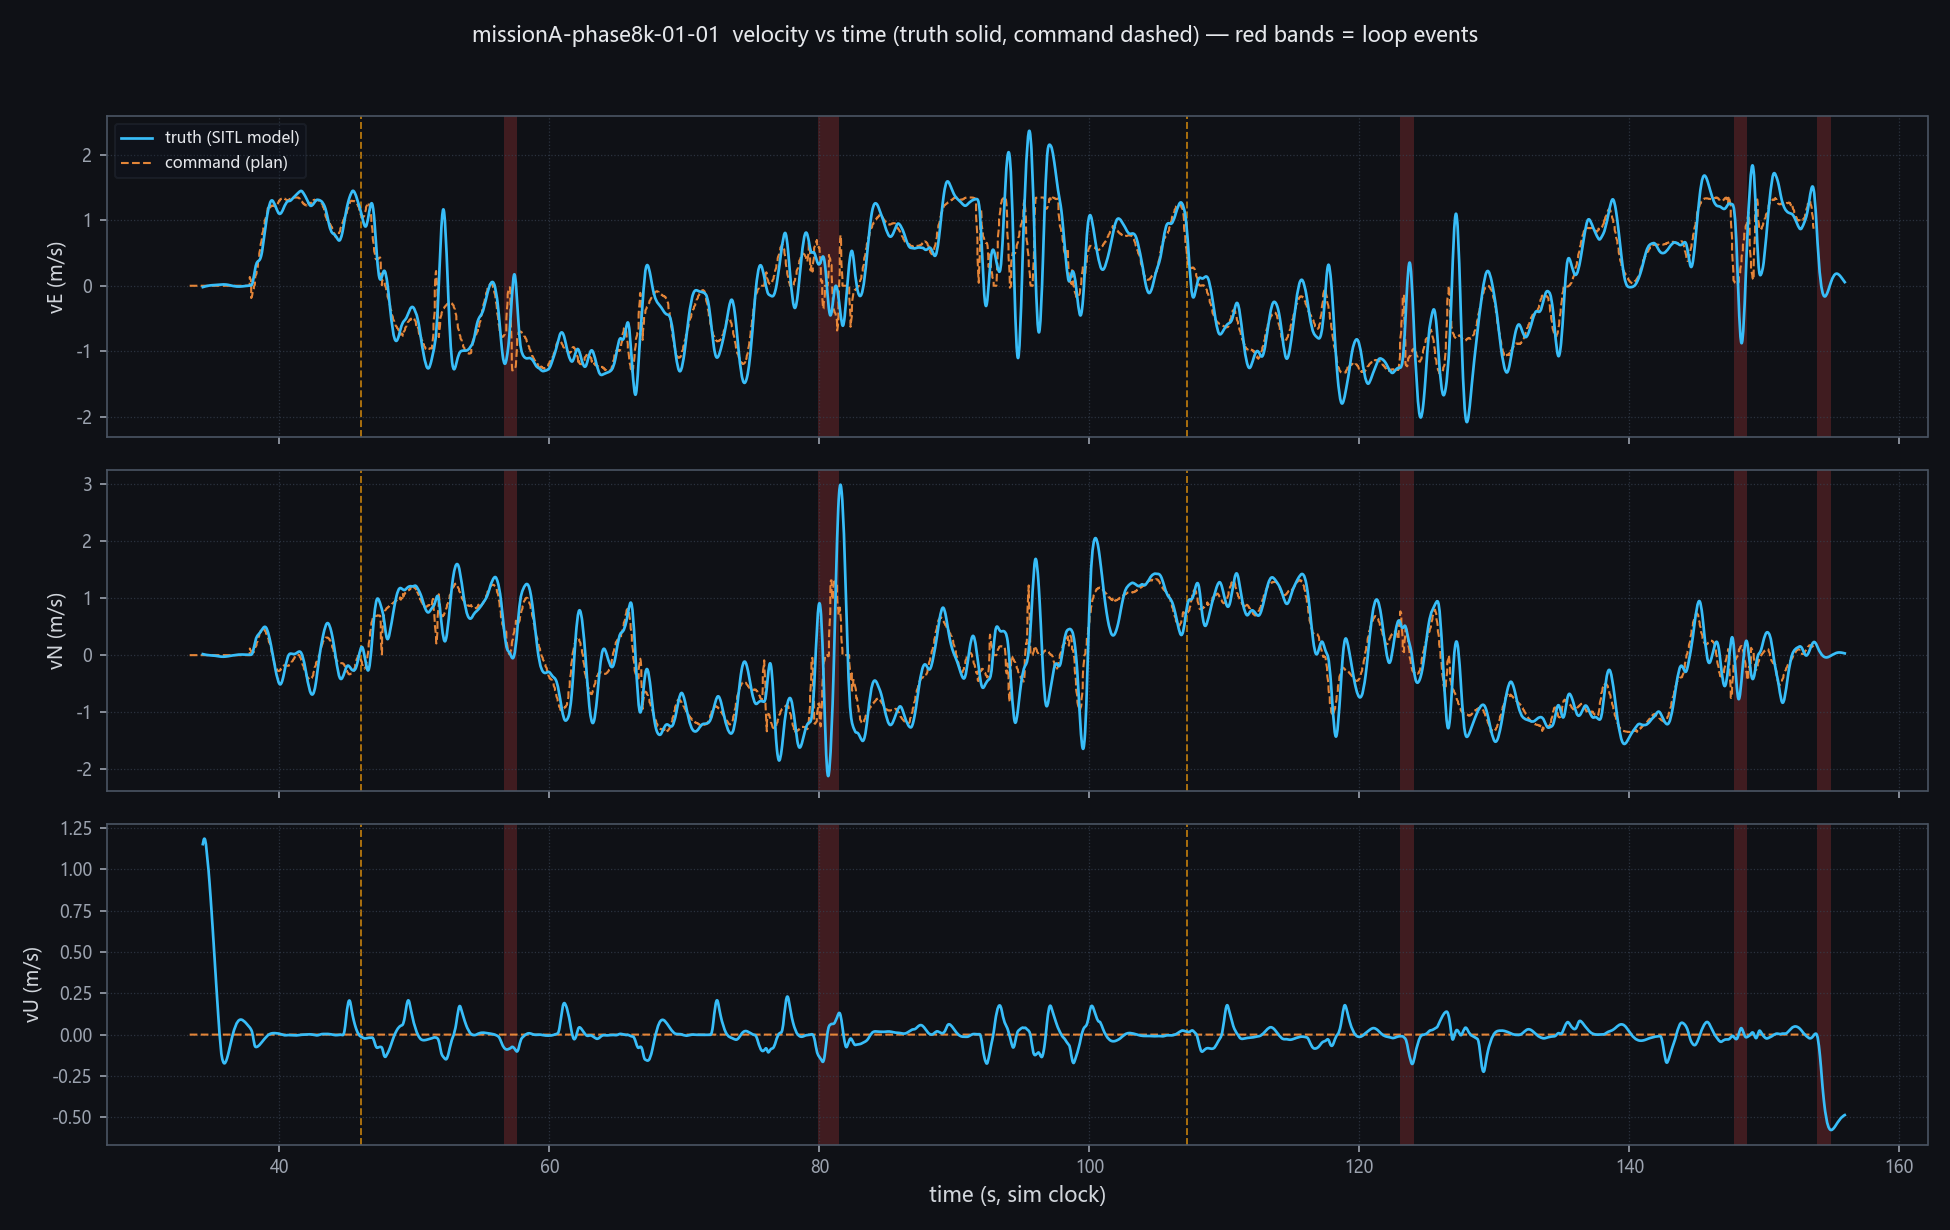 missionA-phase8k-01-01  velocity vs time (truth solid, command dashed) — red bands = loop events
truth (SITL model)
command (plan)
vE (m/s)
2
1
0
-1
-2
vN (m/s)
3
2
1
0
-1
-2
vU (m/s)
1.25
1.00
0.75
0.50
0.25
0.00
-0.25
-0.50
40 60 80 100 120 140 160
time (s, sim clock)